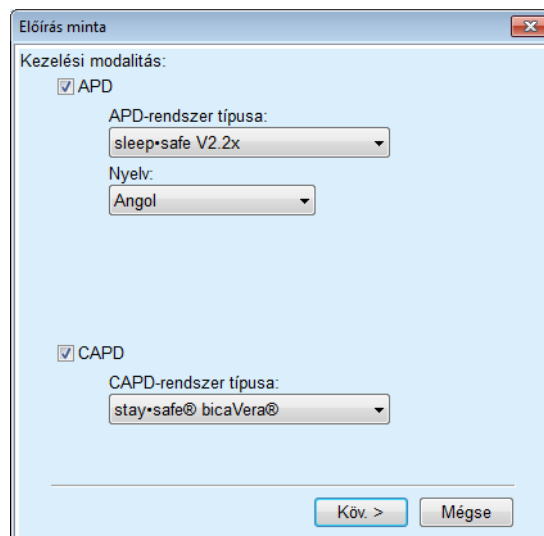 Előírás minta
Kezelési modalitás:
APD
APD-rendszer típusa:
sleep•safe V2.2x
Nyelv:
Angol
CAPD
CAPD-rendszer típusa:
stay•safe® bicaVera®
Köv. >
Mégse